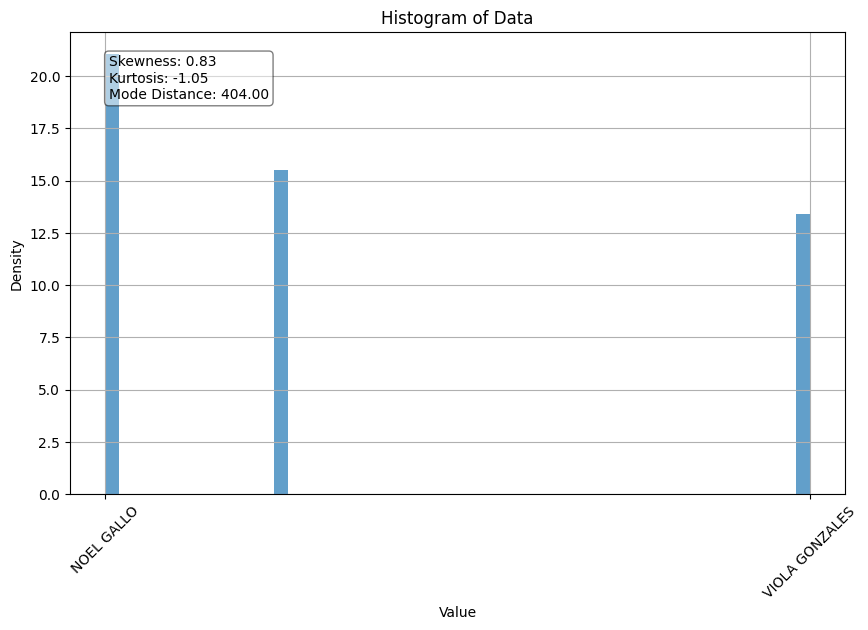 Histogram of Data
Skewness: 0.83
Kurtosis: -1.05
Mode Distance: 404.00
20.0
17.5
15.0
12.5
10.0
7.5
5.0
2.5
0.0
Density
NOEL GALLO
VIOLA GONZALES
Value